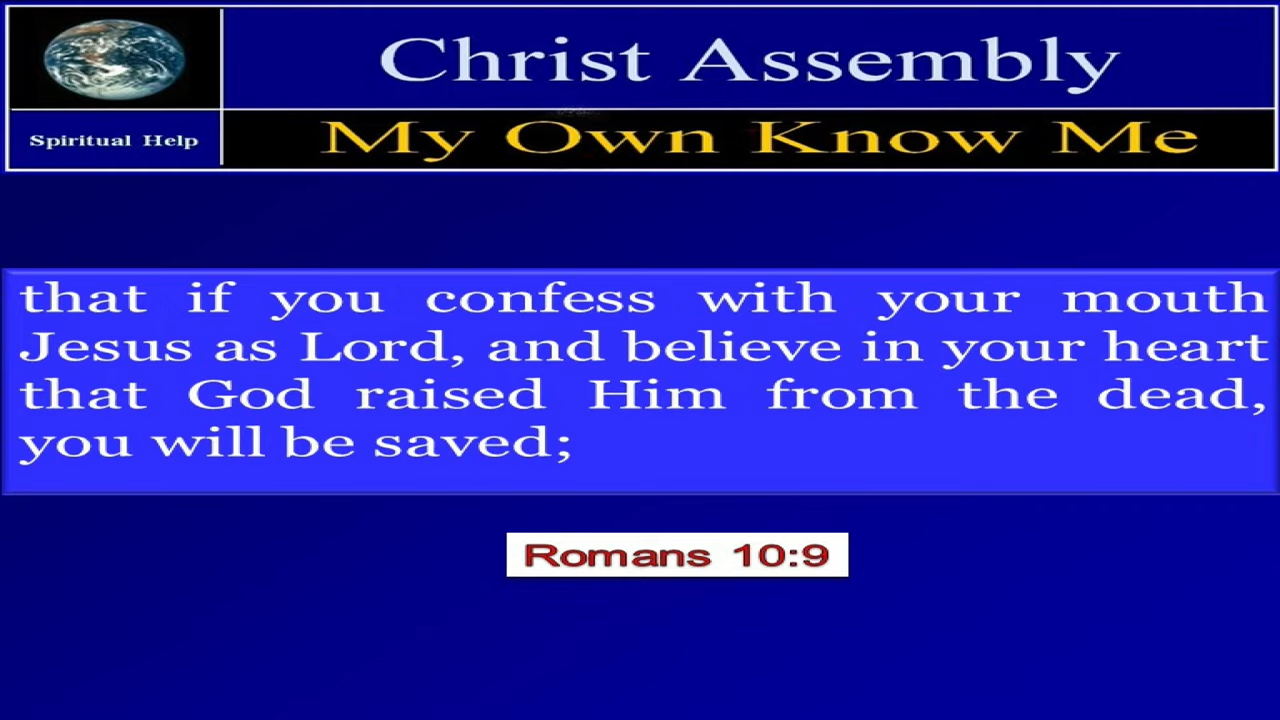 Christ Assembly
Spiritual Help
My Own Know Me
that if you confess with your mouth
Jesus as Lord, and believe in your heart
that God raised Him from the dead,
you will be saved;
Romans 10:9